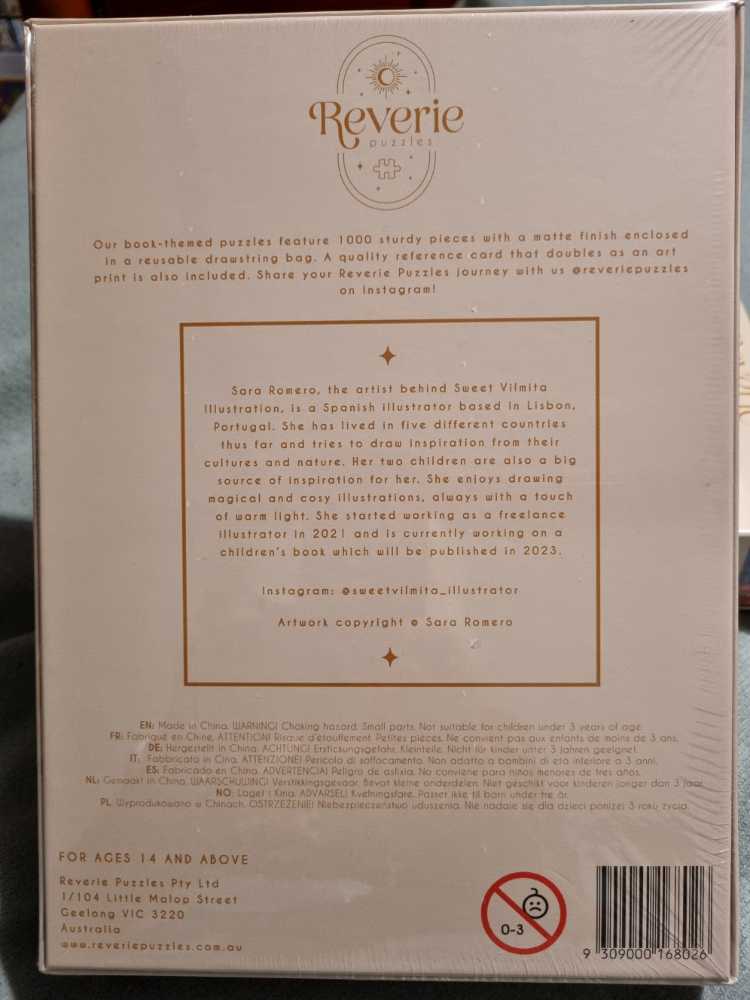 Reverie
puzzles
Our book-themed puzzles feature 1000 sturdy pieces with a matte finish enclosed
in a reusable drawstring bag. A quality reference card that doubles as an art
print is also included. Share your Reverie Puzzles journey with us @reveriepuzzles
on Instagram!
Sara Romero, the artist behind Sweet Vilmita
Illustration, is a Spanish illustrator based in Lisbon,
Portugal. She has lived in five different countries
thus far and tries to draw inspiration from their
cultures and nature. Her two children are also a big
source of inspiration for her. She enjoys drawing
magical and cosy illustrations, always with a touch
of warm light. She started working as a freelance
illustrator in 2021 and is currently working on a
children's book which will be published in 2023.
Instagram: @sweetvilmita_illustrator
Artwork copyright © Sara Romero
EN: Made in China. WARNING! Choking hazard. Small parts. Not suitable for children under 3 years of age.
FR: Fabriqué en Chine. ATTENTION! Risque d'étouffement. Petites pièces. Ne convient pas aux enfants de moins de 3 ans.
DE: Hergestellt in China. ACHTUNG! Erstickungsgefahr. Kleinteile. Nicht für kinder unter 3 Jahren geeignet.
IT: Fabbricato in Cina. ATTENZIONE! Pericolo di soffocamento. Non adatto a bambini di età inferiore a 3 anni.
ES: Fabricado en China. ADVERTENCIA! Peligro de asfixia. No conviene para niños menores de tres años.
NL: Gemaakt in China. WAARSCHUWING! Verstikkingsgevaar. Bevat kleine onderdelen. Niet geschikt voor kinderen jonger dan 3 jaar.
NO: Laget i Kina. ADVARSEL! Kvelningsfare. Passer ikke til barn under tre år.
PL: Wyprodukowano w Chinach. OSTRZEŻENIE! Niebezpieczeństwo uduszenia. Nie nadaje się dla dzieci poniżej 3 roku życia.
FOR AGES 14 AND ABOVE
Reverie Puzzles Pty Ltd
1/104 Little Malop Street
Geelong VIC 3220
Australia
www.reveriepuzzles.com.au
0-3
9 309000 168026